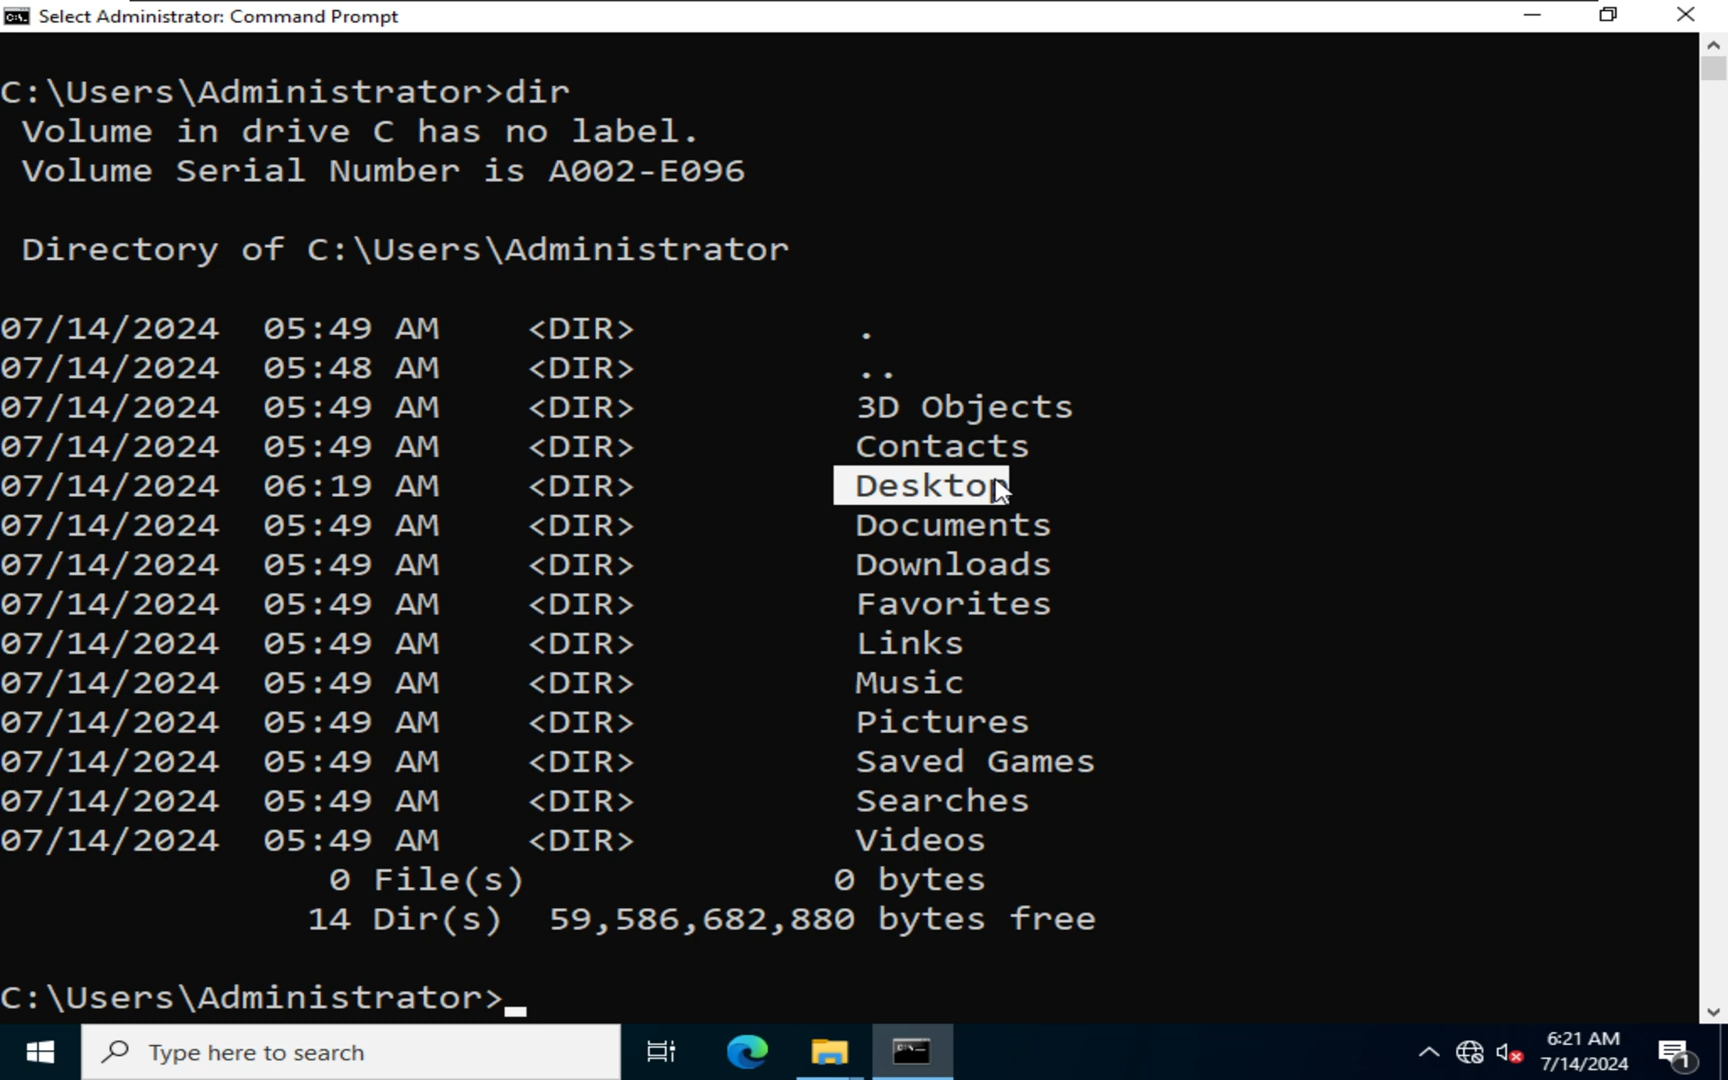 Select Administrator: Command Prompt
C:\Users\Administrator>dir
Volume in drive C has no label.
Volume Serial Number is A002-E096
Directory of C:\Users\Administrator
07/14/2024 05:49 AM <DIR> .
07/14/2024 05:48 AM <DIR> ..
07/14/2024 05:49 AM <DIR> 3D Objects
07/14/2024 05:49 AM <DIR> Contacts
07/14/2024 06:19 AM <DIR> Desktop
07/14/2024 05:49 AM <DIR> Documents
07/14/2024 05:49 AM <DIR> Downloads
07/14/2024 05:49 AM <DIR> Favorites
07/14/2024 05:49 AM <DIR> Links
07/14/2024 05:49 AM <DIR> Music
07/14/2024 05:49 AM <DIR> Pictures
07/14/2024 05:49 AM <DIR> Saved Games
07/14/2024 05:49 AM <DIR> Searches
07/14/2024 05:49 AM <DIR> Videos
0 File(s) 0 bytes
14 Dir(s) 59,586,682,880 bytes free
C:\Users\Administrator>
Type here to search
6:21 AM
7/14/2024
1